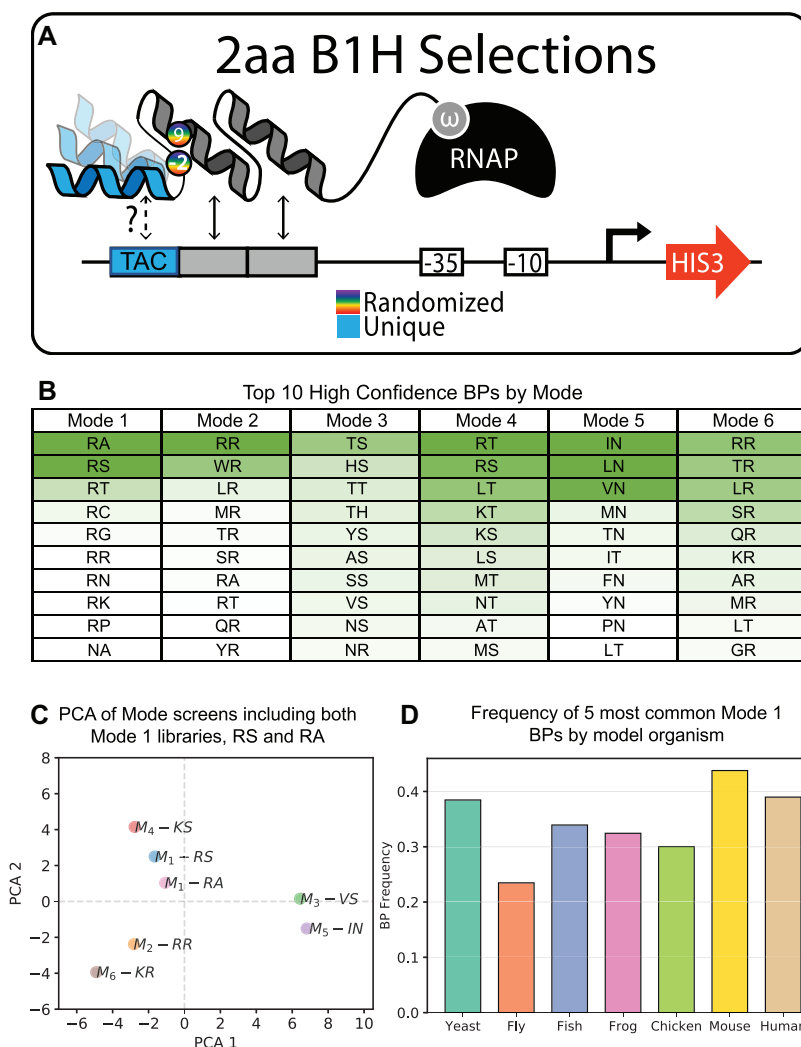 A
2aa B1H Selections
9
-2
ω
RNAP
?
TAC
-35
-10
HIS3
Randomized
Unique
B
Top 10 High Confidence BPs by Mode
Mode 1 Mode 2 Mode 3 Mode 4 Mode 5 Mode 6
RA RR TS RT IN RR
RS WR HS RS LN TR
RT LR TT LT VN LR
RC MR TH KT MN SR
RG TR YS KS TN QR
RR SR AS LS IT KR
RN RA SS MT FN AR
RK RT VS NT YN MR
RP QR NS AT PN LT
NA YR NR MS LT GR
C PCA of Mode screens including both
Mode 1 libraries, RS and RA
8
6
4
2
0
−2
−4
−6
PCA 2
M4 − KS
M1 − RS
M1 − RA
M3 − VS
M5 − IN
M2 − RR
M6 − KR
−6 −4 −2 0 2 4 6 8 10
PCA 1
D Frequency of 5 most common Mode 1
BPs by model organism
0.4
0.3
0.2
0.1
0.0
BP Frequency
Yeast Fly Fish Frog Chicken Mouse Human